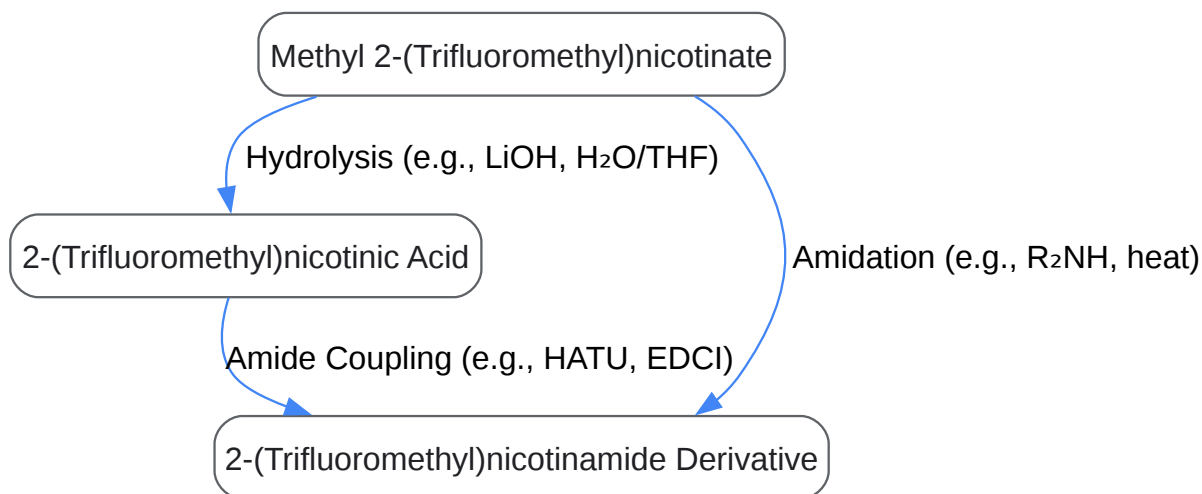 Methyl 2-(Trifluoromethyl)nicotinate
Hydrolysis (e.g., LiOH, H₂O/THF)
2-(Trifluoromethyl)nicotinic Acid
Amidation (e.g., R₂NH, heat)
Amide Coupling (e.g., HATU, EDCI)
2-(Trifluoromethyl)nicotinamide Derivative